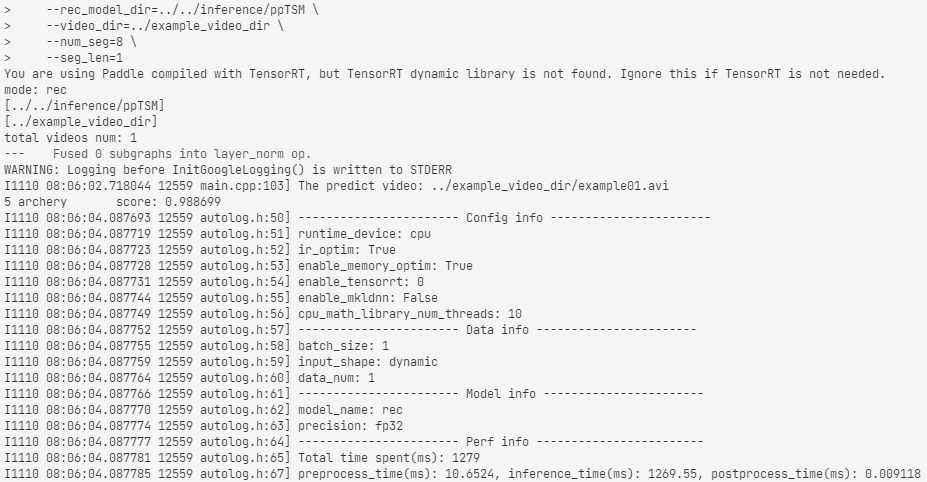 >     --rec_model_dir=../../inference/ppTSM \
>     --video_dir=../example_video_dir \
>     --num_seg=8 \
>     --seg_len=1
You are using Paddle compiled with TensorRT, but TensorRT dynamic library is not found. Ignore this if TensorRT is not needed.
mode: rec
[../../inference/ppTSM]
[../example_video_dir]
total videos num: 1
---    Fused 0 subgraphs into layer_norm op.
WARNING: Logging before InitGoogleLogging() is written to STDERR
I1110 08:06:02.718044 12559 main.cpp:103] The predict video: ../example_video_dir/example01.avi
5 archery       score: 0.988699
I1110 08:06:04.087693 12559 autolog.h:50] ----------------------- Config info -----------------------
I1110 08:06:04.087719 12559 autolog.h:51] runtime_device: cpu
I1110 08:06:04.087723 12559 autolog.h:52] ir_optim: True
I1110 08:06:04.087728 12559 autolog.h:53] enable_memory_optim: True
I1110 08:06:04.087731 12559 autolog.h:54] enable_tensorrt: 0
I1110 08:06:04.087744 12559 autolog.h:55] enable_mkldnn: False
I1110 08:06:04.087749 12559 autolog.h:56] cpu_math_library_num_threads: 10
I1110 08:06:04.087752 12559 autolog.h:57] ----------------------- Data info -----------------------
I1110 08:06:04.087755 12559 autolog.h:58] batch_size: 1
I1110 08:06:04.087759 12559 autolog.h:59] input_shape: dynamic
I1110 08:06:04.087764 12559 autolog.h:60] data_num: 1
I1110 08:06:04.087766 12559 autolog.h:61] ----------------------- Model info -----------------------
I1110 08:06:04.087770 12559 autolog.h:62] model_name: rec
I1110 08:06:04.087774 12559 autolog.h:63] precision: fp32
I1110 08:06:04.087777 12559 autolog.h:64] ----------------------- Perf info ------------------------
I1110 08:06:04.087781 12559 autolog.h:65] Total time spent(ms): 1279
I1110 08:06:04.087785 12559 autolog.h:67] preprocess_time(ms): 10.6524, inference_time(ms): 1269.55, postprocess_time(ms): 0.009118